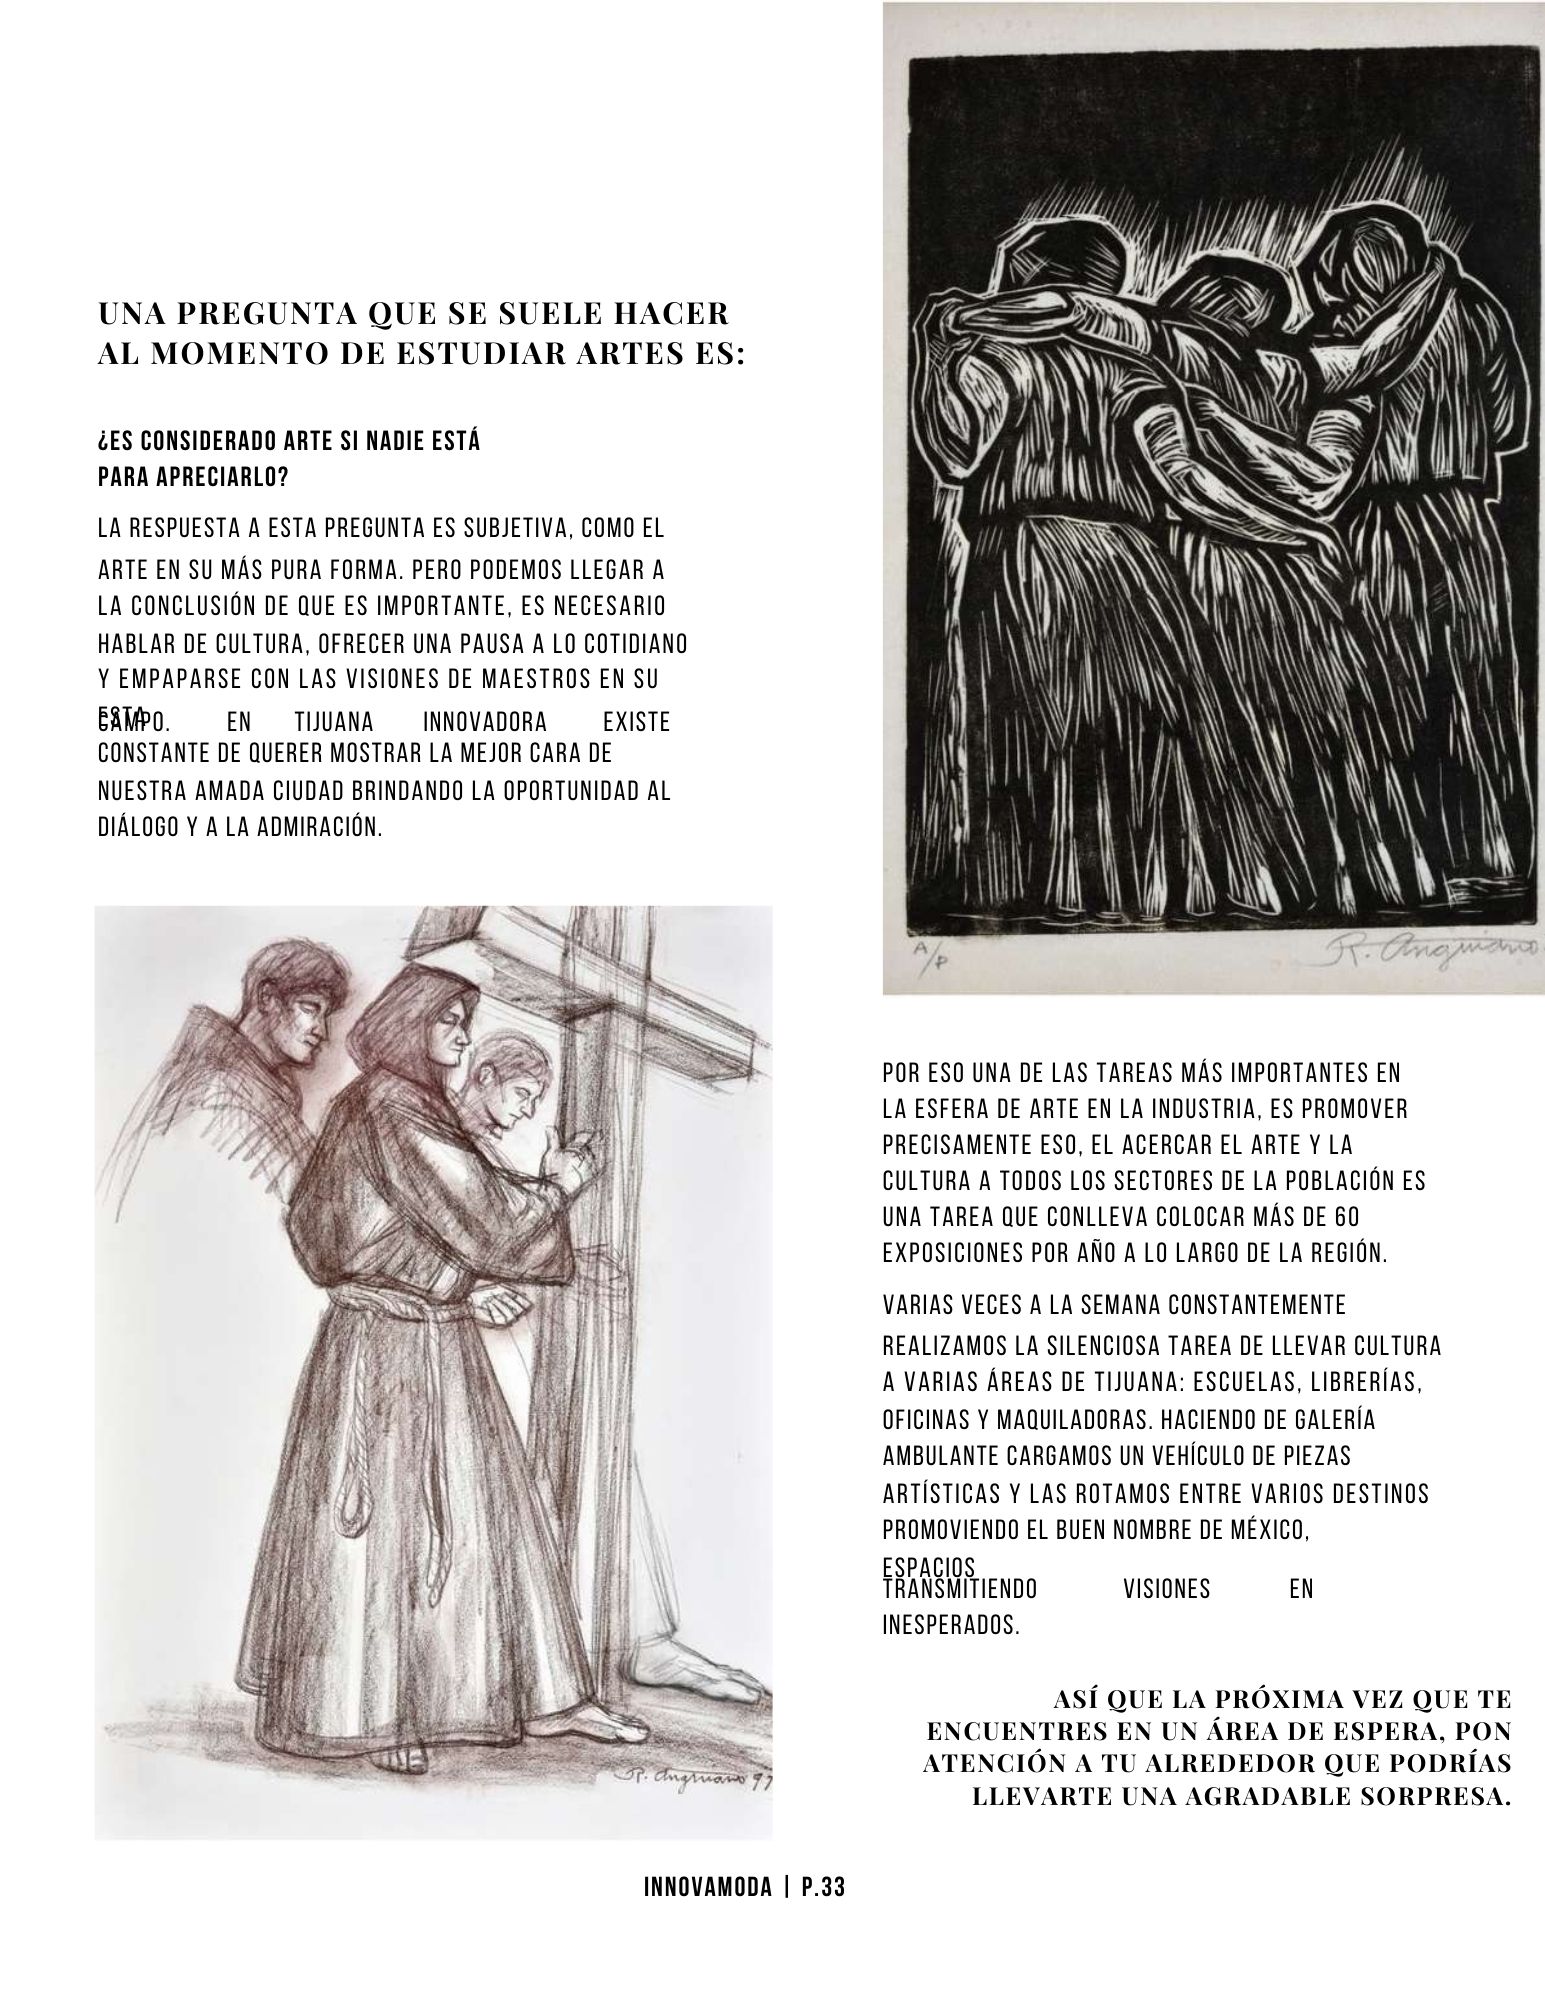 UNA PREGUNTA QUE SE SUELE HACER
AL MOMENTO DE ESTUDIAR ARTES ES:
¿ES CONSIDERADO ARTE SI NADIE ESTÁ
PARA APRECIARLO?
LA RESPUESTA A ESTA PREGUNTA ES SUBJETIVA, COMO EL
ARTE EN SU MÁS PURA FORMA. PERO PODEMOS LLEGAR A
LA CONCLUSIÓN DE QUE ES IMPORTANTE, ES NECESARIO
HABLAR DE CULTURA, OFRECER UNA PAUSA A LO COTIDIANO
Y EMPAPARSE CON LAS VISIONES DE MAESTROS EN SU
CAMPO. EN TIJUANA INNOVADORA EXISTE
ESTA
CONSTANTE DE QUERER MOSTRAR LA MEJOR CARA DE
NUESTRA AMADA CIUDAD BRINDANDO LA OPORTUNIDAD AL
DIÁLOGO Y A LA ADMIRACIÓN.
R. Anguiano 97
A/P
R. Anguiano
POR ESO UNA DE LAS TAREAS MÁS IMPORTANTES EN
LA ESFERA DE ARTE EN LA INDUSTRIA, ES PROMOVER
PRECISAMENTE ESO, EL ACERCAR EL ARTE Y LA
CULTURA A TODOS LOS SECTORES DE LA POBLACIÓN ES
UNA TAREA QUE CONLLEVA COLOCAR MÁS DE 60
EXPOSICIONES POR AÑO A LO LARGO DE LA REGIÓN.
VARIAS VECES A LA SEMANA CONSTANTEMENTE
REALIZAMOS LA SILENCIOSA TAREA DE LLEVAR CULTURA
A VARIAS ÁREAS DE TIJUANA: ESCUELAS, LIBRERÍAS,
OFICINAS Y MAQUILADORAS. HACIENDO DE GALERÍA
AMBULANTE CARGAMOS UN VEHÍCULO DE PIEZAS
ARTÍSTICAS Y LAS ROTAMOS ENTRE VARIOS DESTINOS
PROMOVIENDO EL BUEN NOMBRE DE MÉXICO,
TRANSMITIENDO VISIONES EN
ESPACIOS
INESPERADOS.
ASÍ QUE LA PRÓXIMA VEZ QUE TE
ENCUENTRES EN UN ÁREA DE ESPERA, PON
ATENCIÓN A TU ALREDEDOR QUE PODRÍAS
LLEVARTE UNA AGRADABLE SORPRESA.
INNOVAMODA | P.33